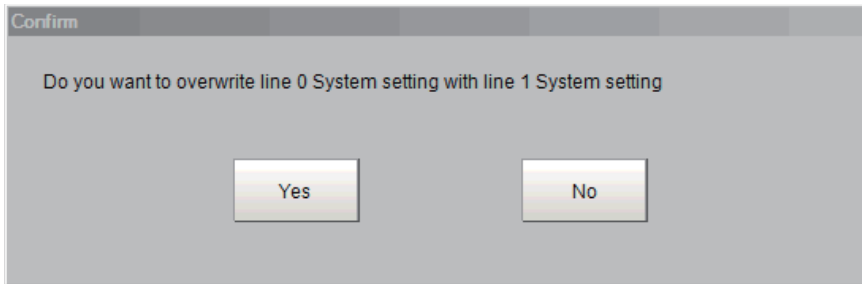 Confirm
Do you want to overwrite line 0 System setting with line 1 System setting
Yes
No